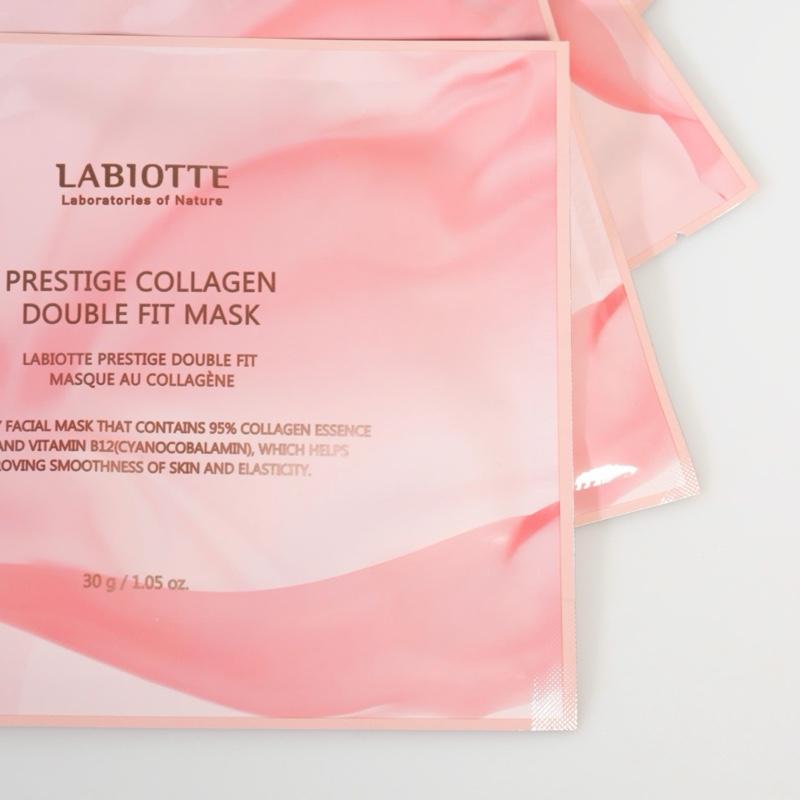 LABIOTTE
Laboratories of Nature
PRESTIGE COLLAGEN
DOUBLE FIT MASK
LABIOTTE PRESTIGE DOUBLE FIT
MASQUE AU COLLAGÈNE
FACIAL MASK THAT CONTAINS 95% COLLAGEN ESSENCE
AND VITAMIN B12(CYANOCOBALAMIN), WHICH HELPS
SMOOTHNESS OF SKIN AND ELASTICITY.
30 g / 1.05 oz.